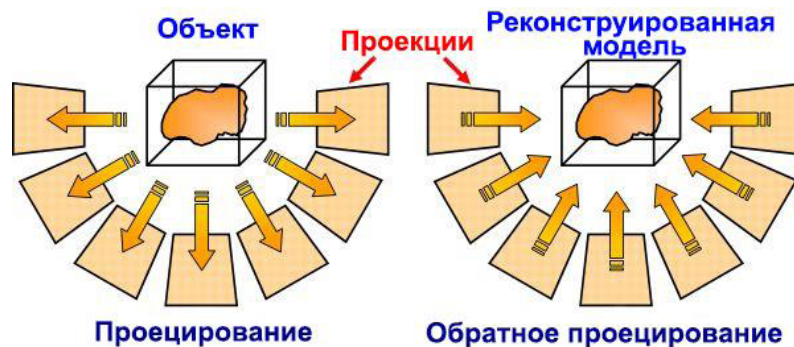 Объект
Проекции
Реконструированная
модель
Проецирование
Обратное проецирование